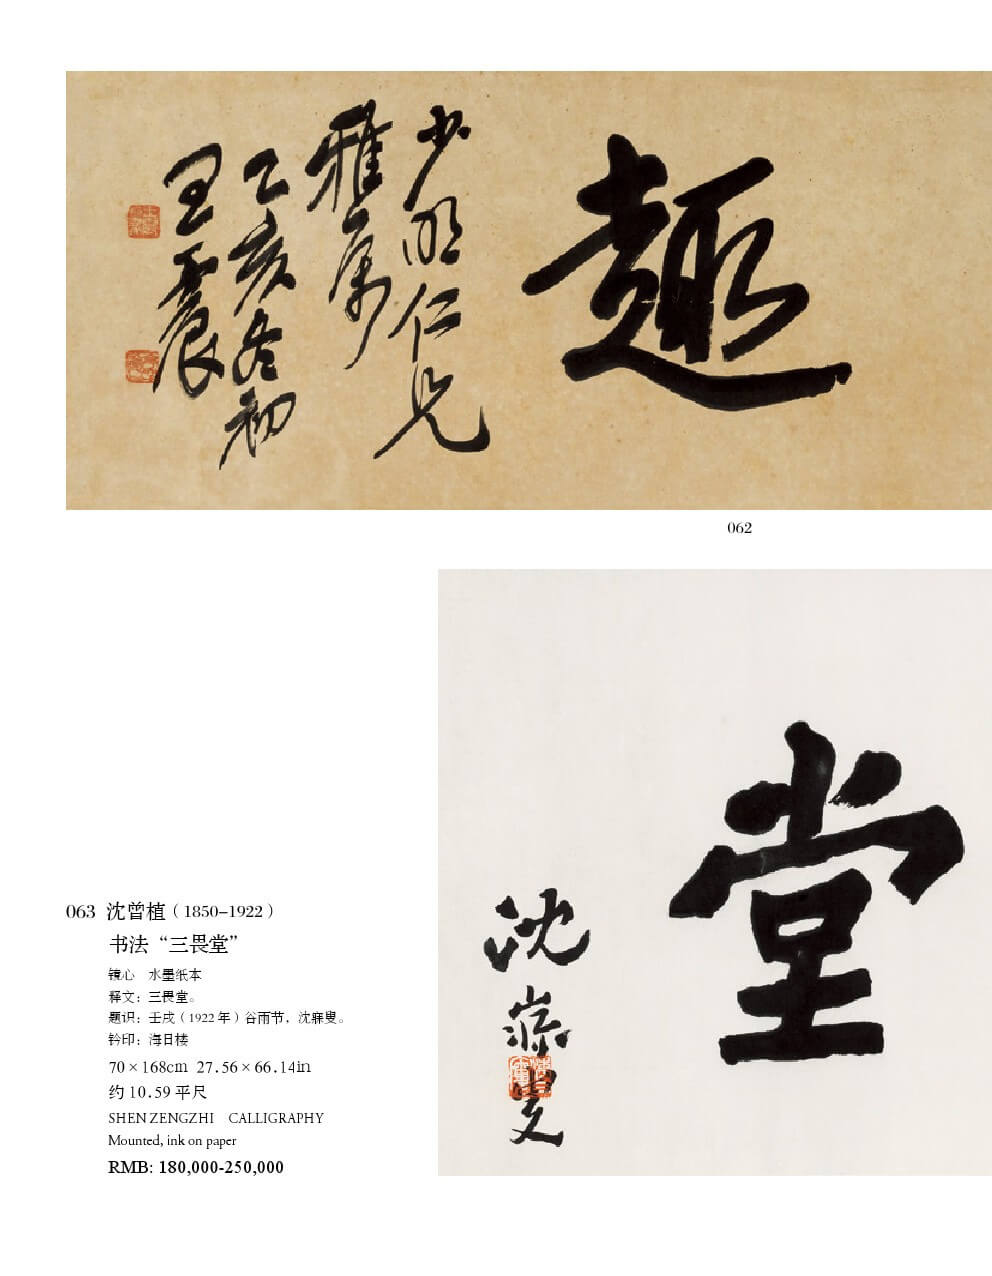 趣
少明仁兄
雅属
乙亥冬初
王震
062
堂
沈寐叟
063 沈曾植（1850–1922）
书法“三畏堂”
镜心 水墨纸本
释文：三畏堂。
题识：壬戌（1922 年）谷雨节，沈寐叟。
钤印：海日楼
70 × 168cm 27.56 × 66.14in
约 10.59 平尺
SHEN ZENGZHI CALLIGRAPHY
Mounted, ink on paper
RMB: 180,000-250,000